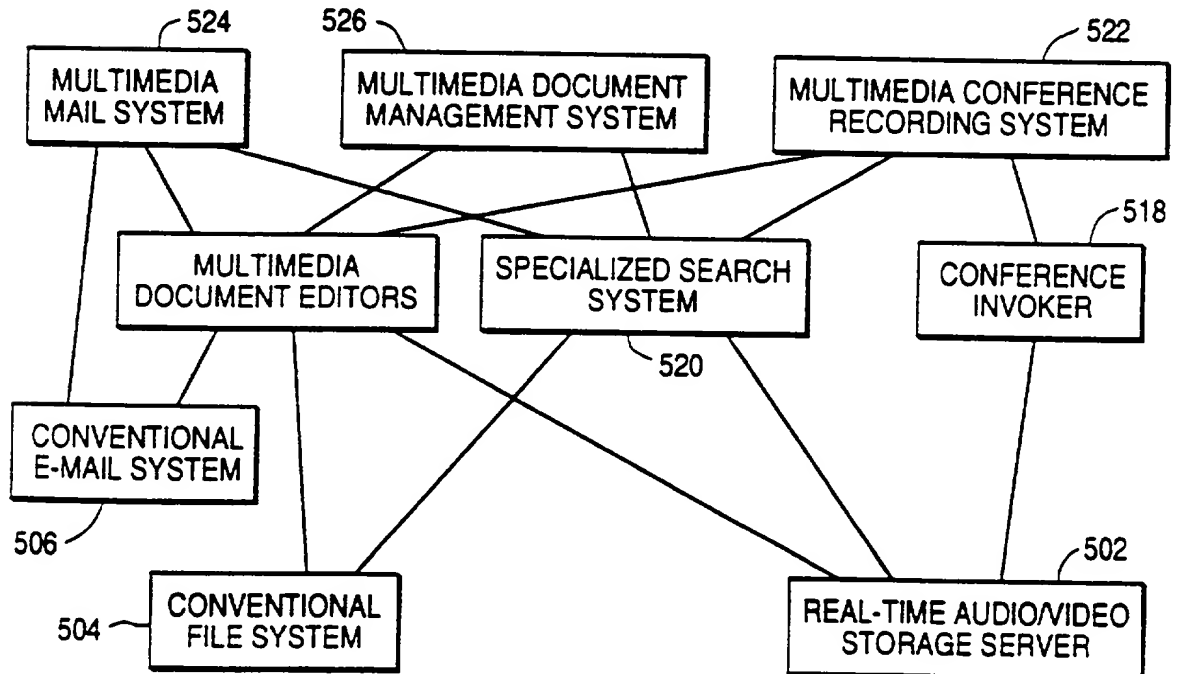 524
526
522
MULTIMEDIA
MAIL SYSTEM
MULTIMEDIA DOCUMENT
MANAGEMENT SYSTEM
MULTIMEDIA CONFERENCE
RECORDING SYSTEM
518
MULTIMEDIA
DOCUMENT EDITORS
SPECIALIZED SEARCH
SYSTEM
CONFERENCE
INVOKER
520
CONVENTIONAL
E-MAIL SYSTEM
506
502
504
CONVENTIONAL
FILE SYSTEM
REAL-TIME AUDIO/VIDEO
STORAGE SERVER